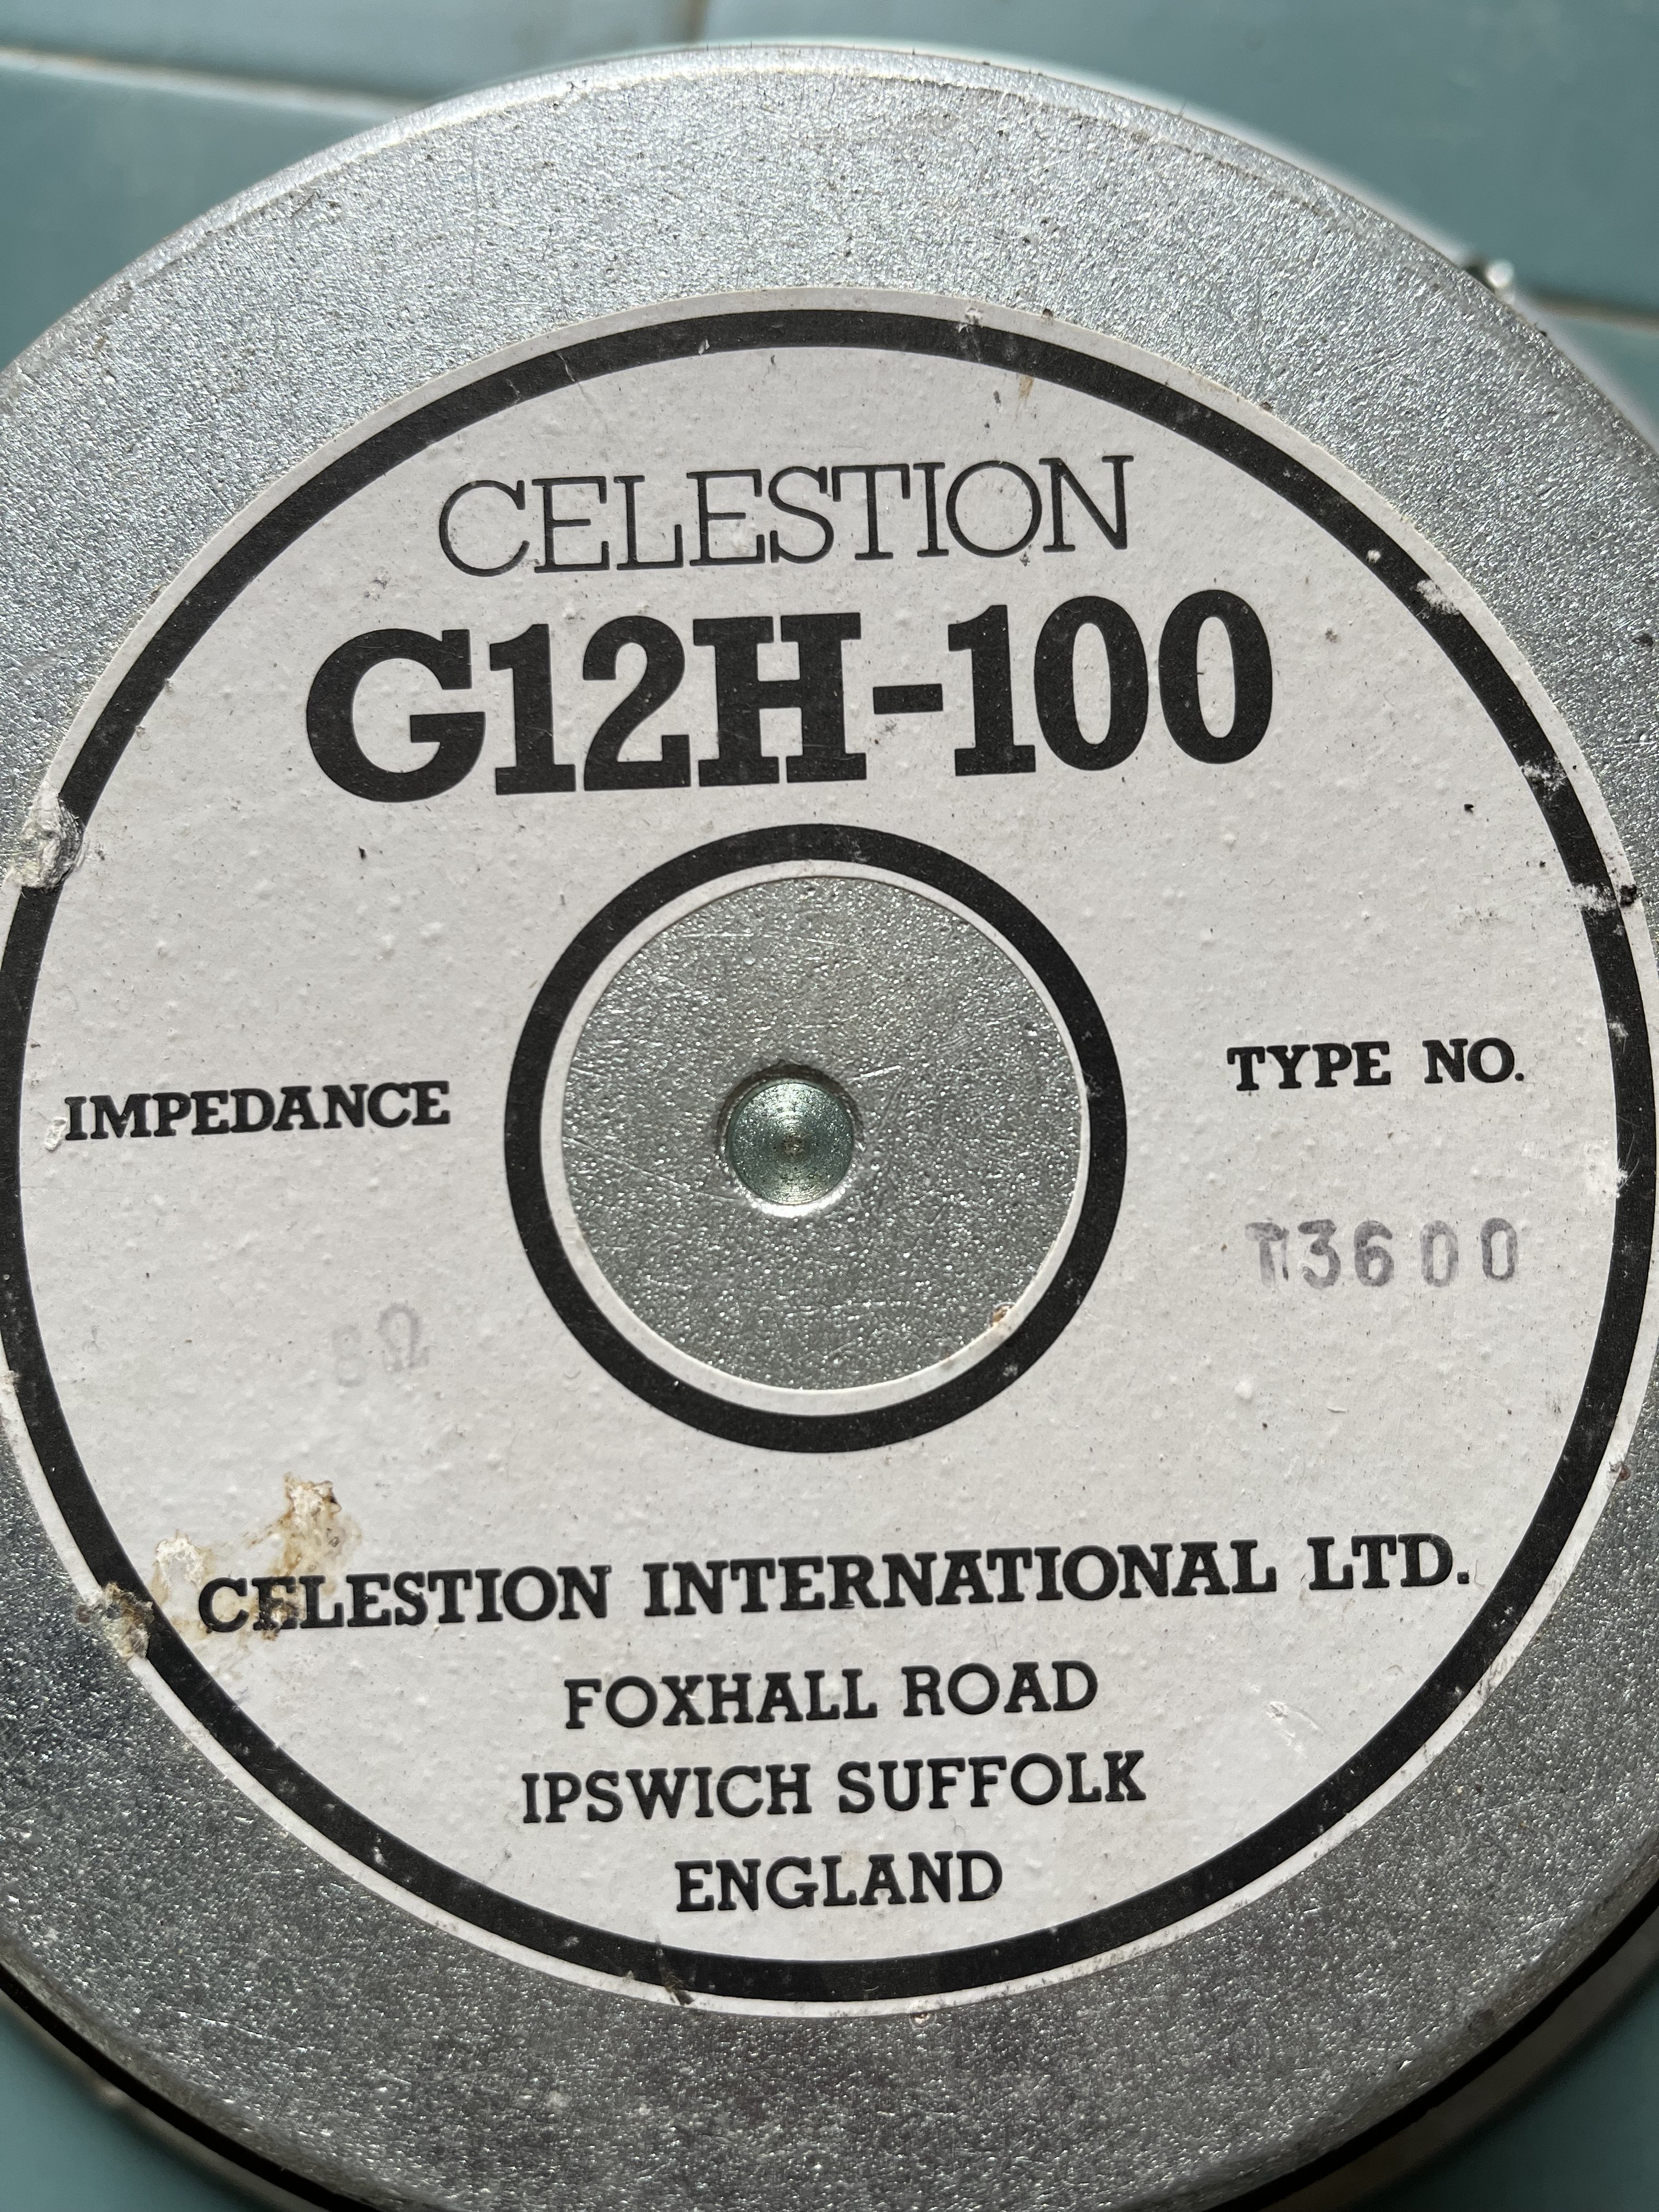 CELESTION
G12H-100
IMPEDANCE
TYPE NO.
T3600
8Ω
CELESTION INTERNATIONAL LTD.
FOXHALL ROAD
IPSWICH SUFFOLK
ENGLAND